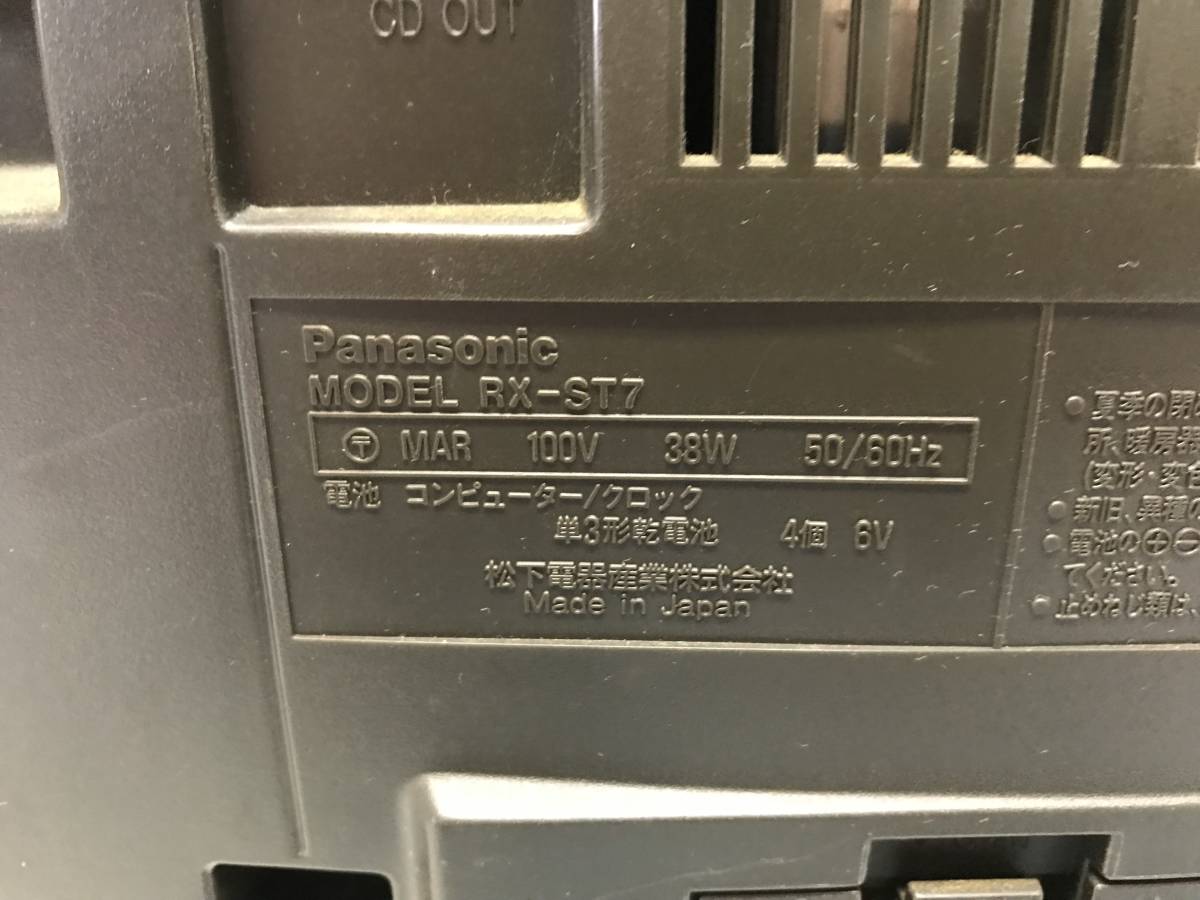 CD OUT
Panasonic
MODEL RX-ST7
〒 MAR 100V 38W 50/60Hz
電池 コンピューター/クロック
単3形乾電池 4個 6V
松下電器産業株式会社
Made in Japan
●夏季の閉
所、暖房器
(変形・変色
●新旧、異種の
●電池の⊕⊖
てください。
●止めねじ類は、